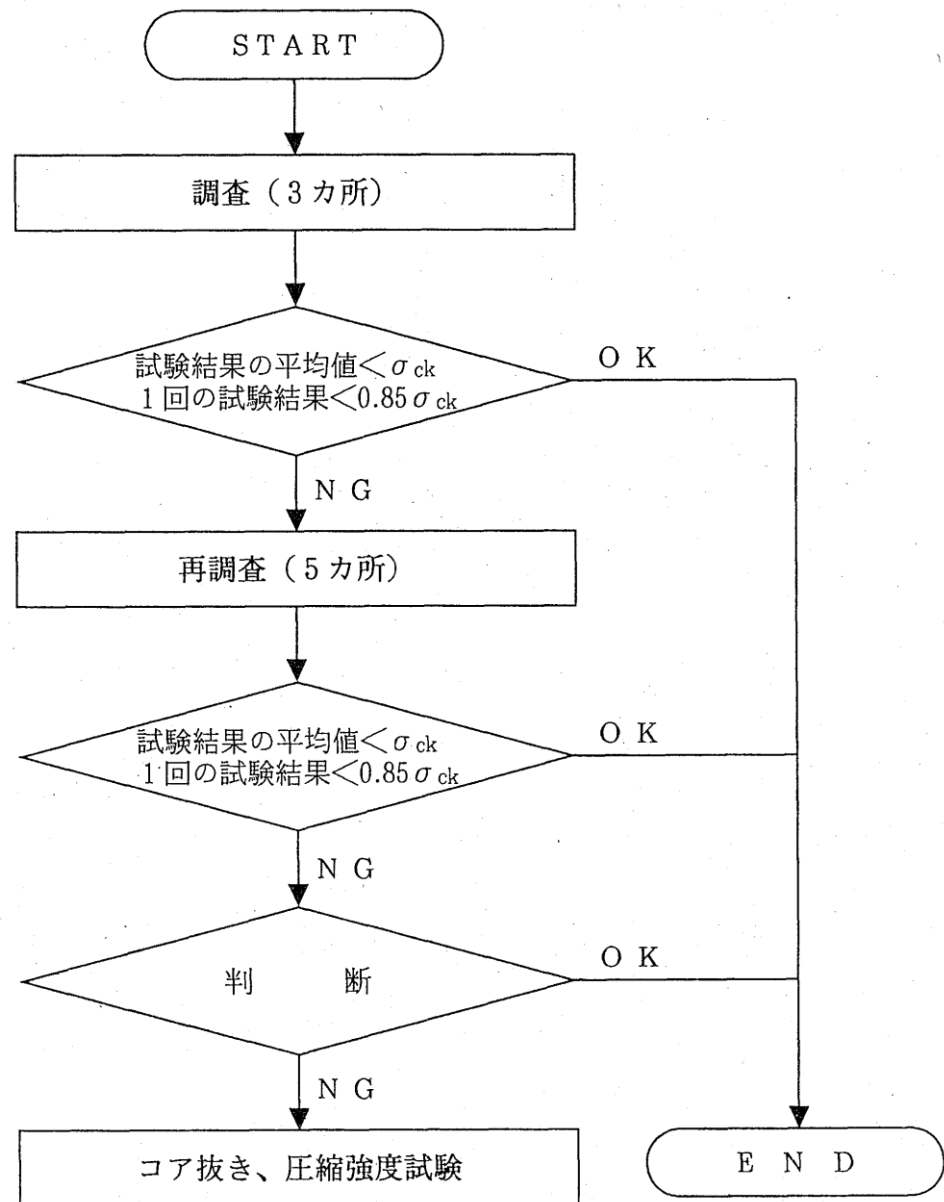 START
調査（3カ所）
試験結果の平均値＜σck
1回の試験結果＜0.85σck
OK
NG
再調査（5カ所）
試験結果の平均値＜σck
1回の試験結果＜0.85σck
OK
NG
判断
OK
NG
コア抜き、圧縮強度試験
END